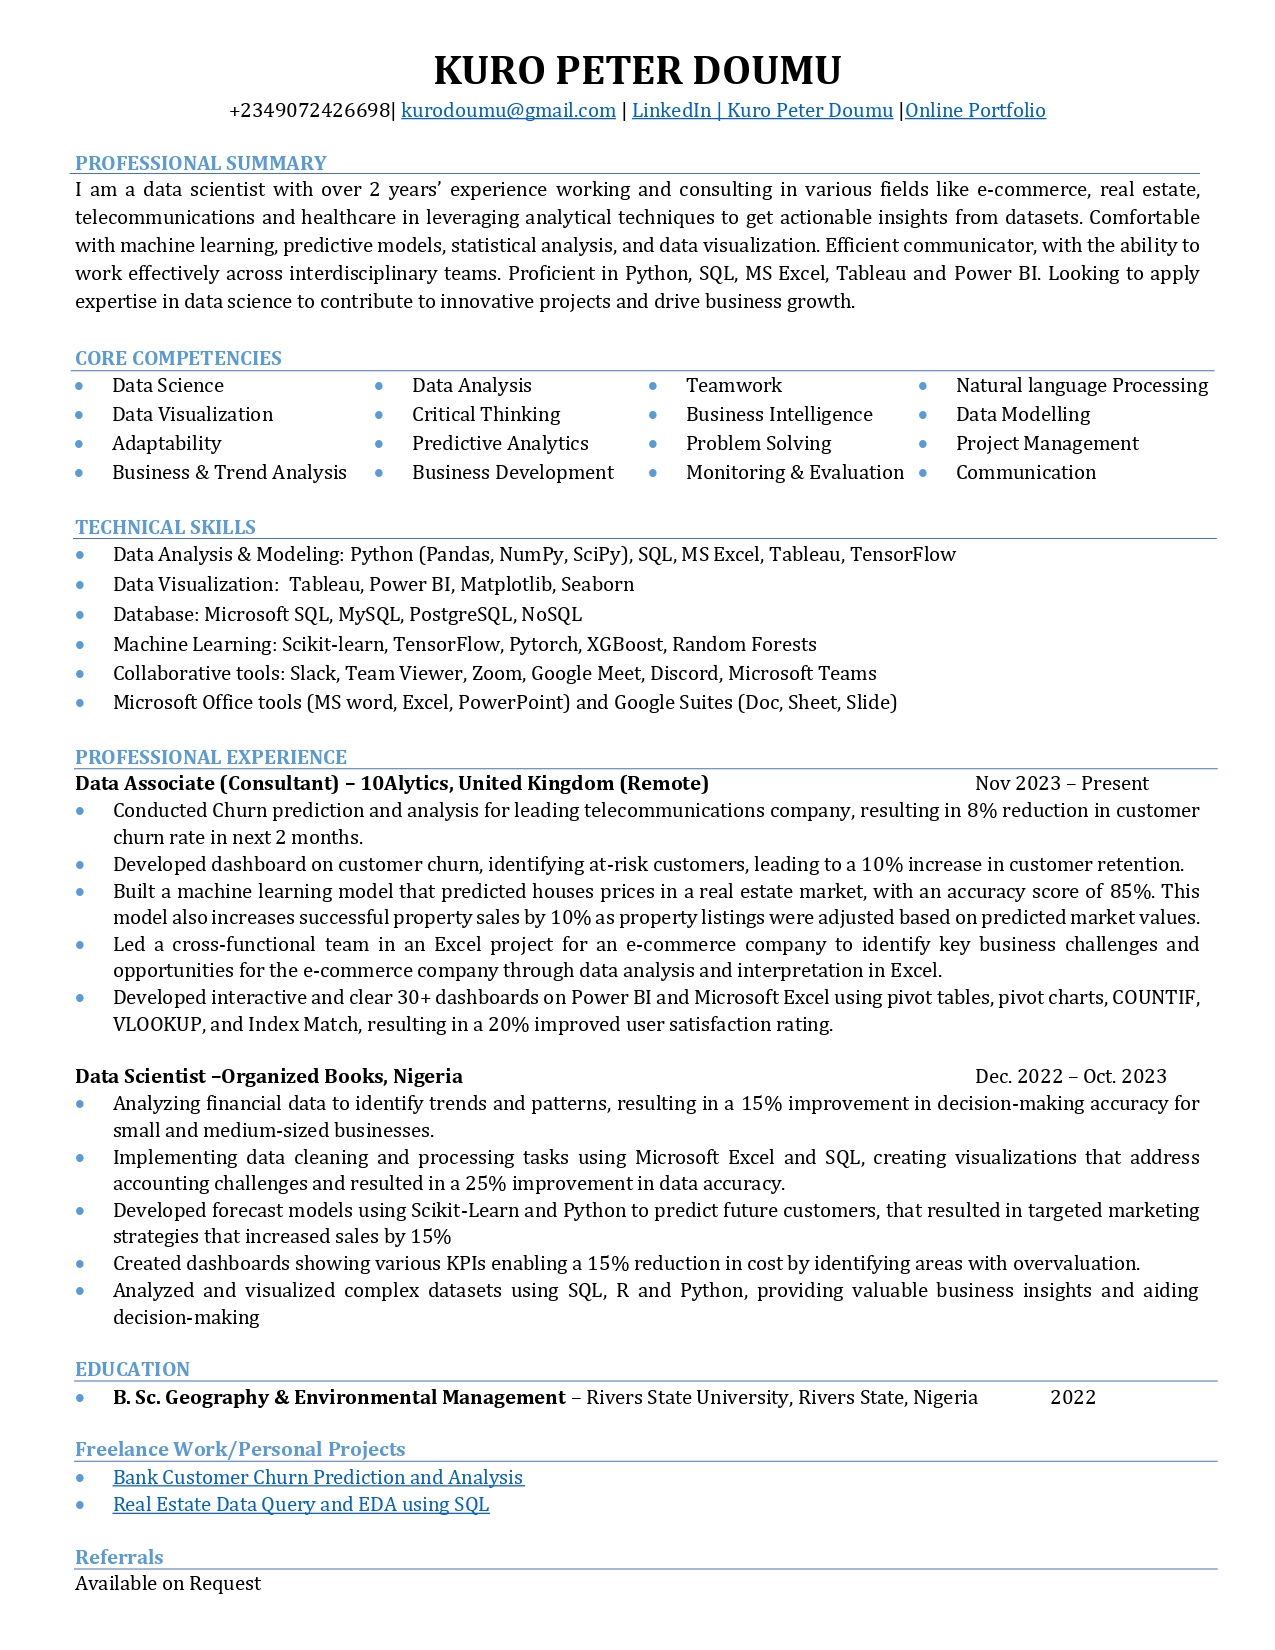 KURO PETER DOUMU
+2349072426698| kurodoumu@gmail.com | LinkedIn | Kuro Peter Doumu |Online Portfolio
PROFESSIONAL SUMMARY
I am a data scientist with over 2 years’ experience working and consulting in various fields like e-commerce, real estate,
telecommunications and healthcare in leveraging analytical techniques to get actionable insights from datasets. Comfortable
with machine learning, predictive models, statistical analysis, and data visualization. Efficient communicator, with the ability to
work effectively across interdisciplinary teams. Proficient in Python, SQL, MS Excel, Tableau and Power BI. Looking to apply
expertise in data science to contribute to innovative projects and drive business growth.
CORE COMPETENCIES
• Data Science • Data Analysis • Teamwork • Natural language Processing
• Data Visualization • Critical Thinking • Business Intelligence • Data Modelling
• Adaptability • Predictive Analytics • Problem Solving • Project Management
• Business & Trend Analysis • Business Development • Monitoring & Evaluation • Communication
TECHNICAL SKILLS
• Data Analysis & Modeling: Python (Pandas, NumPy, SciPy), SQL, MS Excel, Tableau, TensorFlow
• Data Visualization: Tableau, Power BI, Matplotlib, Seaborn
• Database: Microsoft SQL, MySQL, PostgreSQL, NoSQL
• Machine Learning: Scikit-learn, TensorFlow, Pytorch, XGBoost, Random Forests
• Collaborative tools: Slack, Team Viewer, Zoom, Google Meet, Discord, Microsoft Teams
• Microsoft Office tools (MS word, Excel, PowerPoint) and Google Suites (Doc, Sheet, Slide)
PROFESSIONAL EXPERIENCE
Data Associate (Consultant) – 10Alytics, United Kingdom (Remote) Nov 2023 – Present
• Conducted Churn prediction and analysis for leading telecommunications company, resulting in 8% reduction in customer
churn rate in next 2 months.
• Developed dashboard on customer churn, identifying at-risk customers, leading to a 10% increase in customer retention.
• Built a machine learning model that predicted houses prices in a real estate market, with an accuracy score of 85%. This
model also increases successful property sales by 10% as property listings were adjusted based on predicted market values.
• Led a cross-functional team in an Excel project for an e-commerce company to identify key business challenges and
opportunities for the e-commerce company through data analysis and interpretation in Excel.
• Developed interactive and clear 30+ dashboards on Power BI and Microsoft Excel using pivot tables, pivot charts, COUNTIF,
VLOOKUP, and Index Match, resulting in a 20% improved user satisfaction rating.
Data Scientist –Organized Books, Nigeria Dec. 2022 – Oct. 2023
• Analyzing financial data to identify trends and patterns, resulting in a 15% improvement in decision-making accuracy for
small and medium-sized businesses.
• Implementing data cleaning and processing tasks using Microsoft Excel and SQL, creating visualizations that address
accounting challenges and resulted in a 25% improvement in data accuracy.
• Developed forecast models using Scikit-Learn and Python to predict future customers, that resulted in targeted marketing
strategies that increased sales by 15%
• Created dashboards showing various KPIs enabling a 15% reduction in cost by identifying areas with overvaluation.
• Analyzed and visualized complex datasets using SQL, R and Python, providing valuable business insights and aiding
decision-making
EDUCATION
• B. Sc. Geography & Environmental Management – Rivers State University, Rivers State, Nigeria 2022
Freelance Work/Personal Projects
• Bank Customer Churn Prediction and Analysis
• Real Estate Data Query and EDA using SQL
Referrals
Available on Request